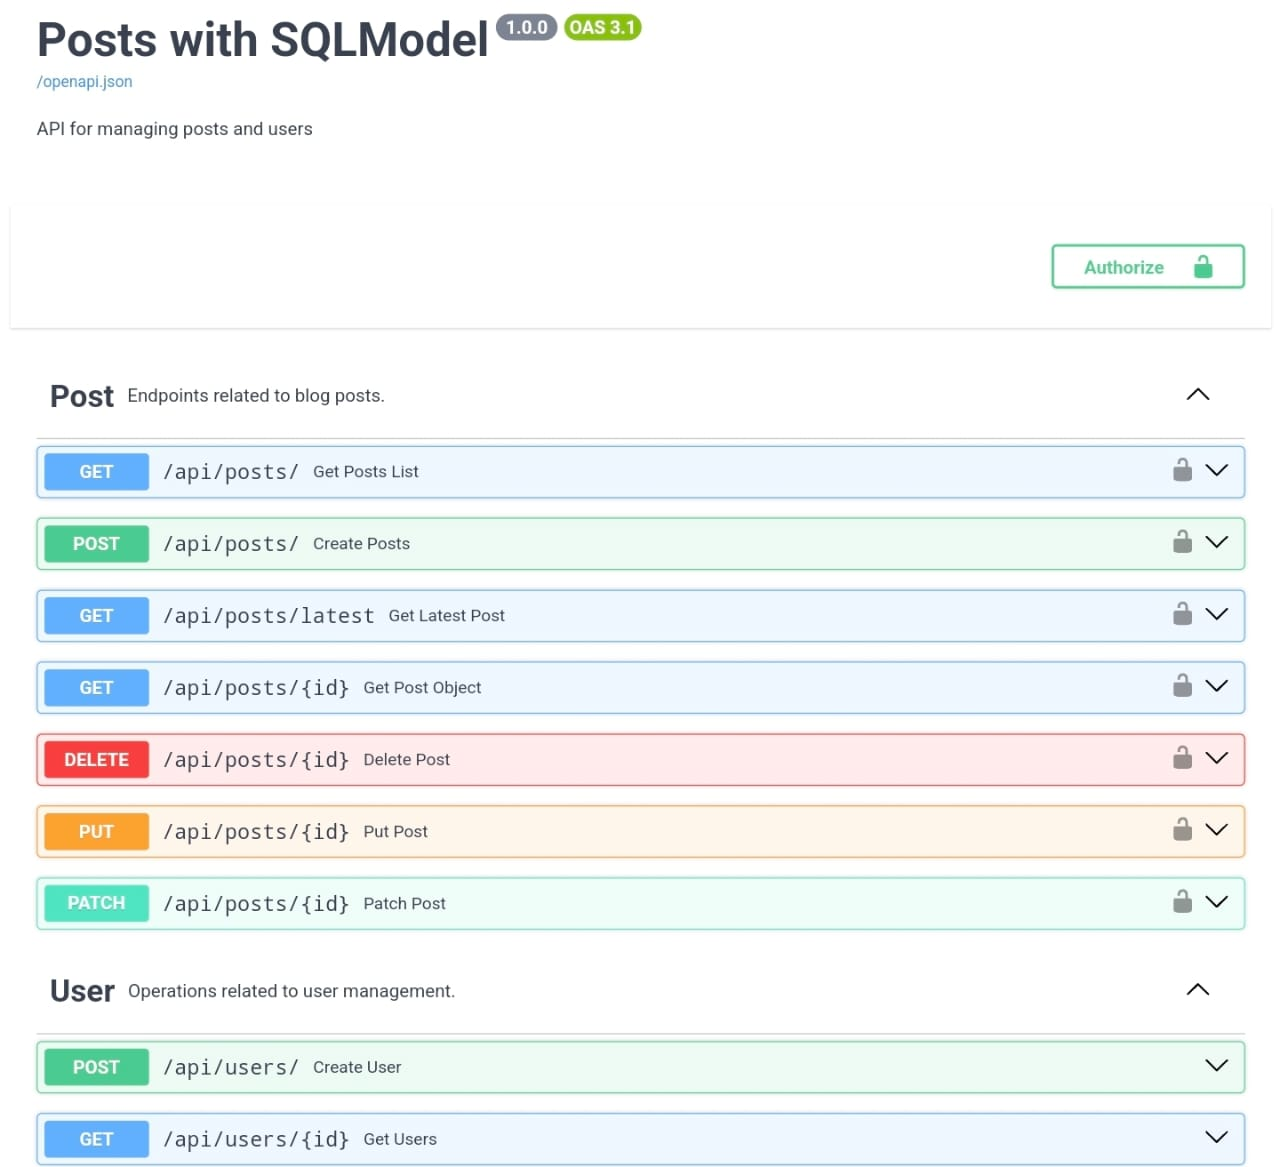 Posts with SQLModel 1.0.0 OAS 3.1
/openapi.json
API for managing posts and users
Authorize
Post Endpoints related to blog posts.
GET /api/posts/ Get Posts List
POST /api/posts/ Create Posts
GET /api/posts/latest Get Latest Post
GET /api/posts/{id} Get Post Object
DELETE /api/posts/{id} Delete Post
PUT /api/posts/{id} Put Post
PATCH /api/posts/{id} Patch Post
User Operations related to user management.
POST /api/users/ Create User
GET /api/users/{id} Get Users